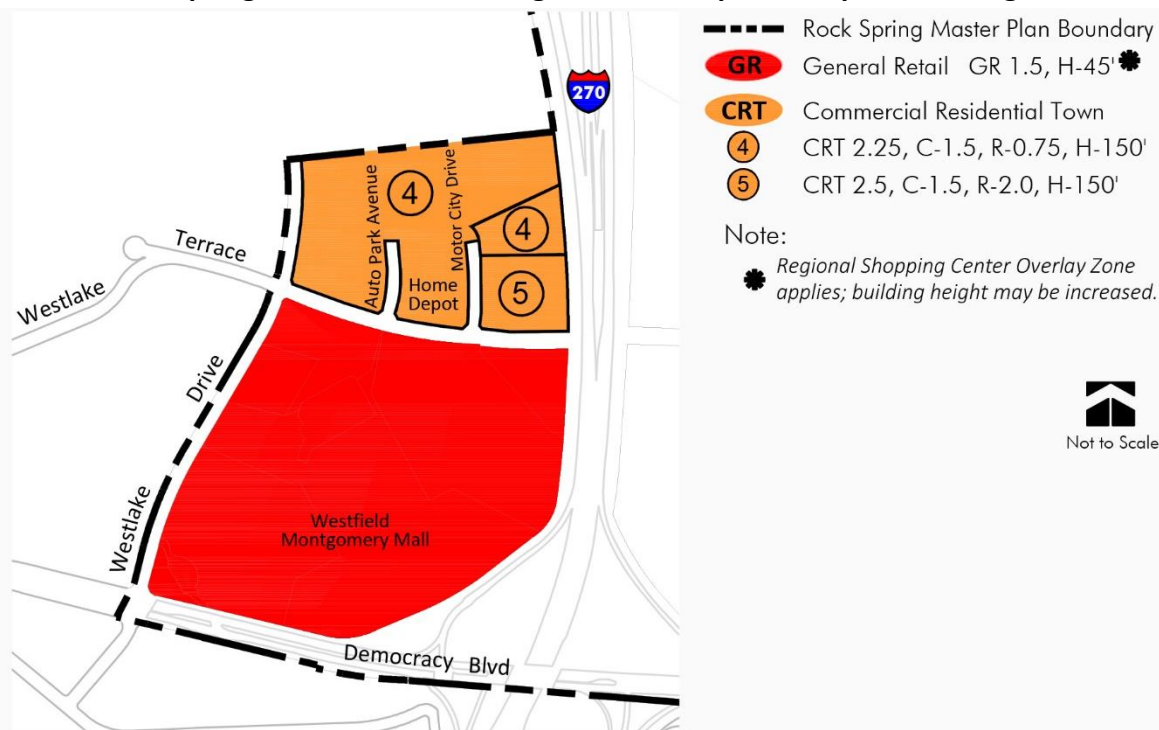 270
Rock Spring Master Plan Boundary
GR General Retail GR 1.5, H-45'
CRT Commercial Residential Town
4 CRT 2.25, C-1.5, R-0.75, H-150'
5 CRT 2.5, C-1.5, R-2.0, H-150'
Note:
Regional Shopping Center Overlay Zone
applies; building height may be increased.
Not to Scale
4
Auto Park Avenue
Motor City Drive
4
5
Home
Depot
Westlake Terrace
Westlake Drive
Westfield
Montgomery Mall
Democracy Blvd